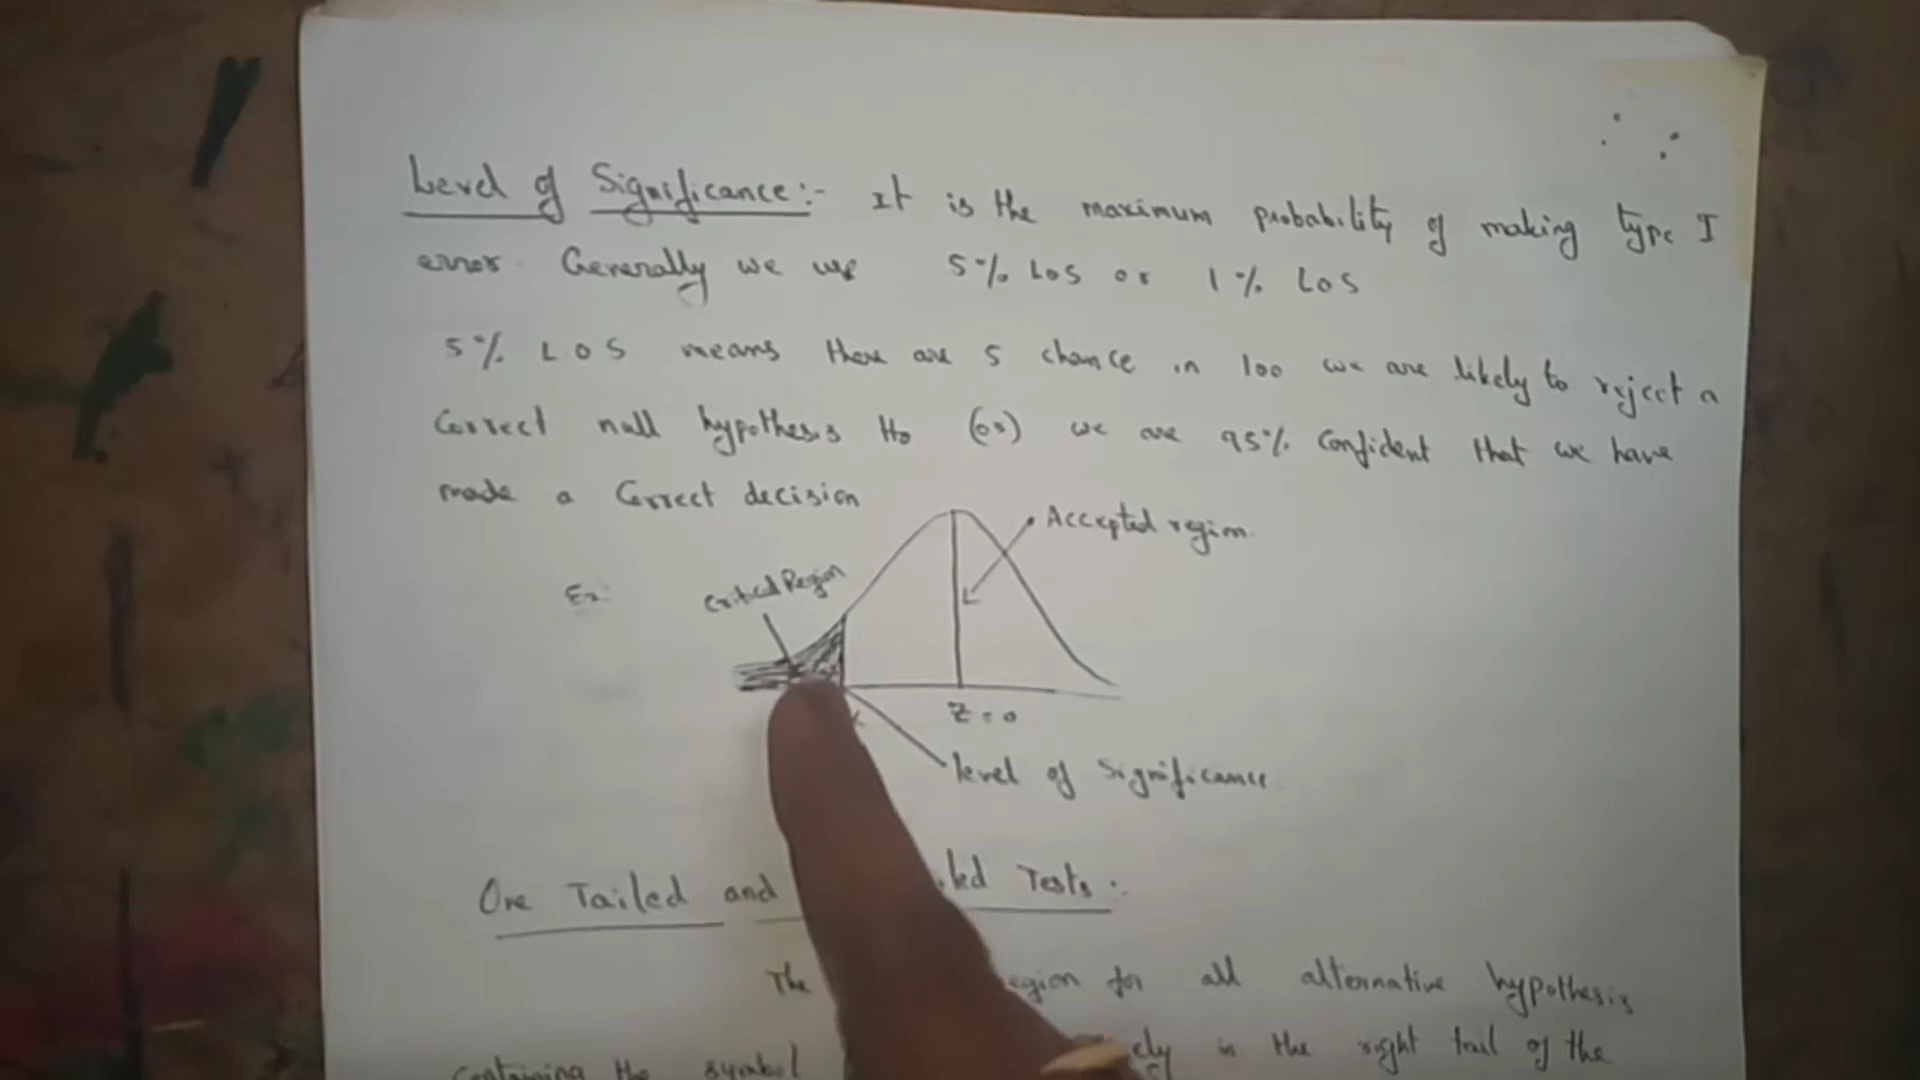 Level of Significance:- It is the maximum probability of making type I
error. Generally we use 5% LOS or 1% LOS
5% LOS means there are 5 chance in 100 we are likely to reject a
Correct null hypothesis H0 (or) we are 95% Confident that we have
made a Correct decision
Accepted region
Ex:
Critical Region
Z=0
level of Significance
One Tailed and Tests:-
The region for all alternative hypothesis
Containing the symbol in the right tail of the